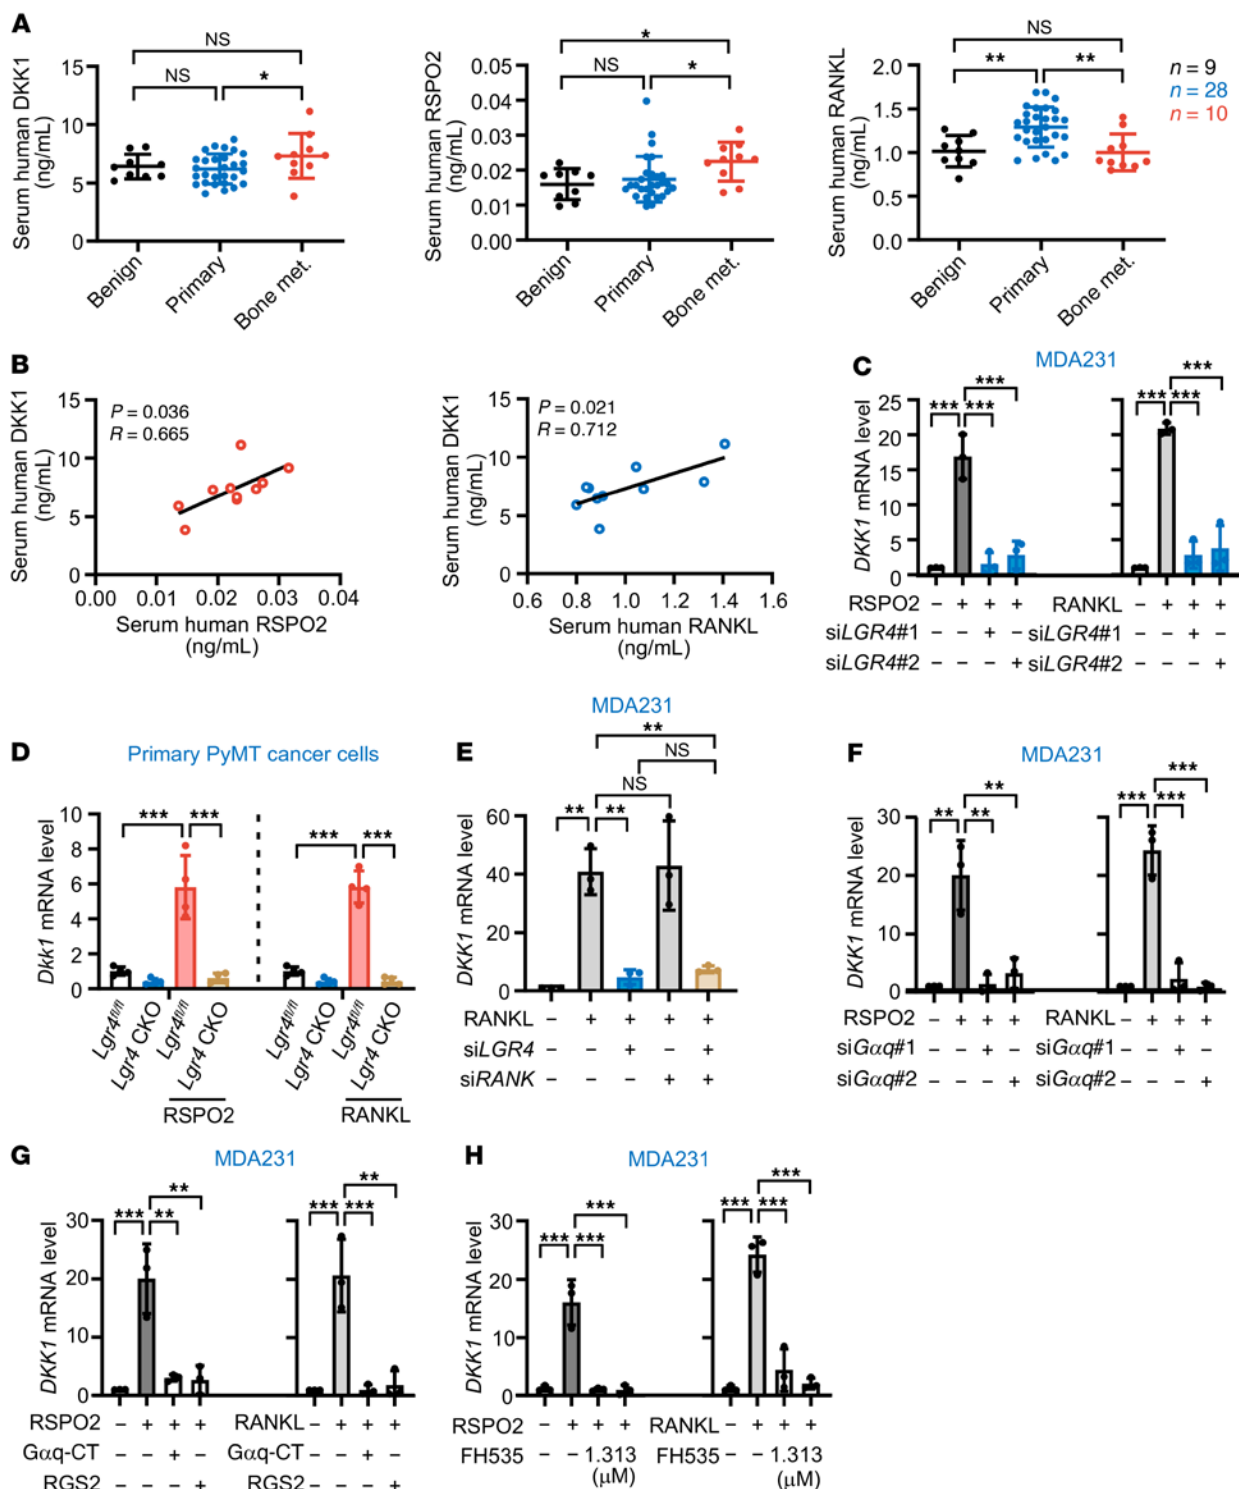 A
NS
NS
*
Serum human DKK1
(ng/mL)
15
10
5
0
Benign
Primary
Bone met.
*
NS
*
Serum human RSPO2
(ng/mL)
0.05
0.04
0.03
0.02
0.01
0.00
Benign
Primary
Bone met.
NS
**
**
Serum human RANKL
(ng/mL)
2.0
1.5
1.0
0.5
0.0
Benign
Primary
Bone met.
n = 9
n = 28
n = 10
B
Serum human DKK1
(ng/mL)
15
10
5
0
P = 0.036
R = 0.665
0.00 0.01 0.02 0.03 0.04
Serum human RSPO2
(ng/mL)
Serum human DKK1
(ng/mL)
15
10
5
0
P = 0.021
R = 0.712
0.6 0.8 1.0 1.2 1.4 1.6
Serum human RANKL
(ng/mL)
C
MDA231
DKK1 mRNA level
25
20
15
10
5
0
***
*** ***
***
*** ***
RSPO2 – + + +
siLGR4#1 – – + –
siLGR4#2 – – – +
RANKL – + + +
siLGR4#1 – – + –
siLGR4#2 – – – +
D
Primary PyMT cancer cells
Dkk1 mRNA level
10
8
6
4
2
0
*** ***
*** ***
Lgr4fl/fl
Lgr4 CKO
Lgr4fl/fl
Lgr4 CKO
RSPO2
Lgr4fl/fl
Lgr4 CKO
Lgr4fl/fl
Lgr4 CKO
RANKL
E
MDA231
DKK1 mRNA level
60
40
20
0
**
NS
NS
** **
RANKL – + + + +
siLGR4 – – + – +
siRANK – – – + +
F
MDA231
DKK1 mRNA level
30
20
10
0
**
** **
***
*** ***
RSPO2 – + + +
siGαq#1 – – + –
siGαq#2 – – – +
RANKL – + + +
siGαq#1 – – + –
siGαq#2 – – – +
G
MDA231
DKK1 mRNA level
30
20
10
0
**
*** **
**
*** ***
RSPO2 – + + +
Gαq-CT – – + –
RGS2 – – – +
RANKL – + + +
Gαq-CT – – + –
RGS2 – – – +
H
MDA231
DKK1 mRNA level
30
20
10
0
***
*** ***
***
*** ***
RSPO2 – + + +
FH535 – – 1.313
(μM)
RANKL – + + +
FH535 – – 1.313
(μM)